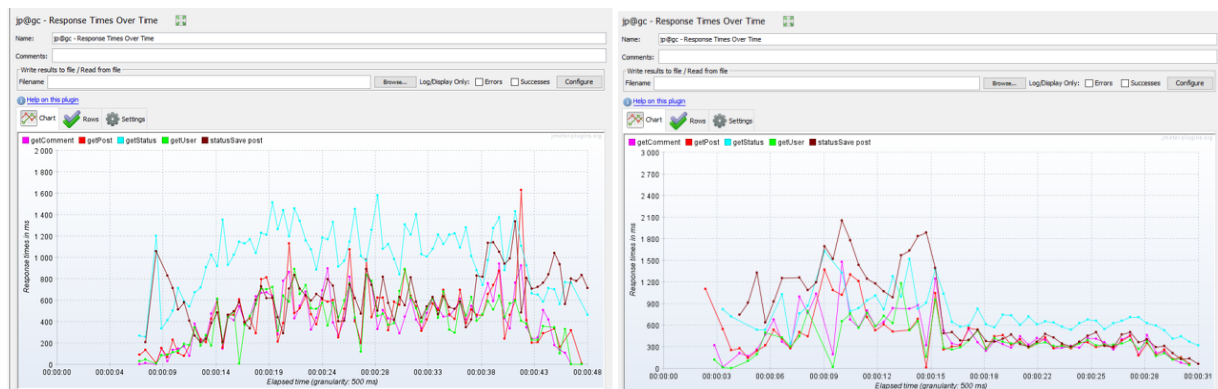 jp@gc - Response Times Over Time
Name: jp@gc - Response Times Over Time
Comments:
Write results to file / Read from file
Filename Browse... Log/Display Only: Errors Successes Configure
Help on this plugin
Chart Rows Settings
jmeter-plugins.org
getComment getPost getStatus getUser statusSave post
2 000
1 800
1 600
1 400
1 200
1 000
800
600
400
200
0
Response times in ms
00:00:00 00:00:04 00:00:09 00:00:14 00:00:19 00:00:24 00:00:28 00:00:33 00:00:38 00:00:43 00:00:48
Elapsed time (granularity: 500 ms)
jp@gc - Response Times Over Time
Name: jp@gc - Response Times Over Time
Comments:
Write results to file / Read from file
Filename Browse... Log/Display Only: Errors Successes Configure
Help on this plugin
Chart Rows Settings
jmeter-plugins.org
getComment getPost getStatus getUser statusSave post
3 000
2 700
2 400
2 100
1 800
1 500
1 200
900
600
300
0
Response times in ms
00:00:00 00:00:03 00:00:06 00:00:09 00:00:12 00:00:15 00:00:18 00:00:22 00:00:25 00:00:28 00:00:31
Elapsed time (granularity: 500 ms)